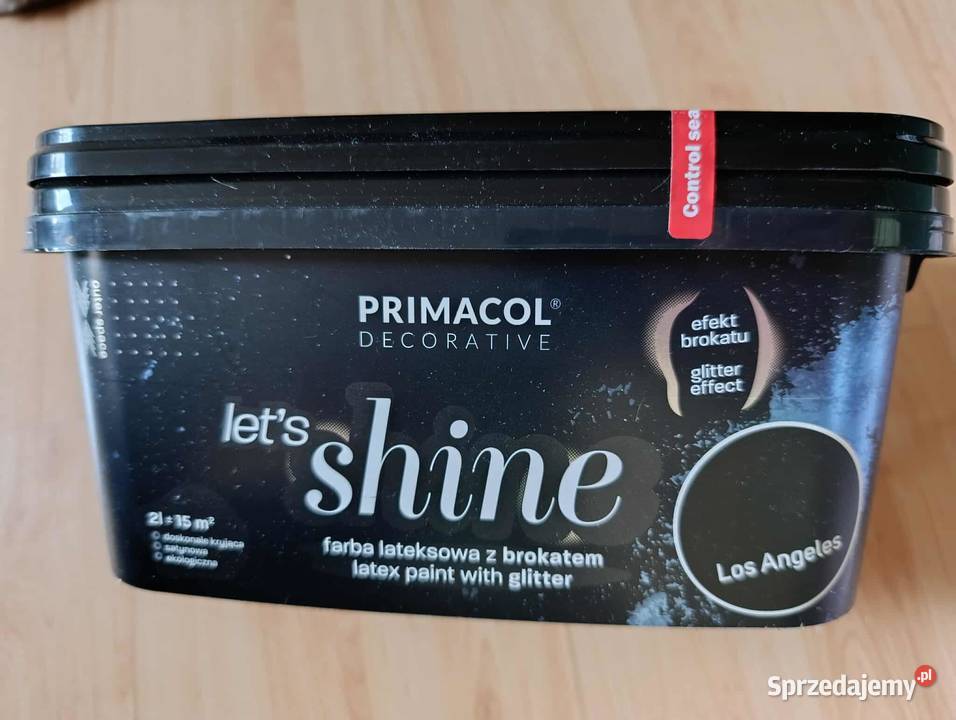 Control sea
outer space
PRIMACOL®
DECORATIVE
efekt
brokatu
glitter
effect
let's
shine
2l = 15 m²
doskonale kryjąca
satynowa
ekologiczna
farba lateksowa z brokatem
latex paint with glitter
Los Angeles
Sprzedajemy.pl